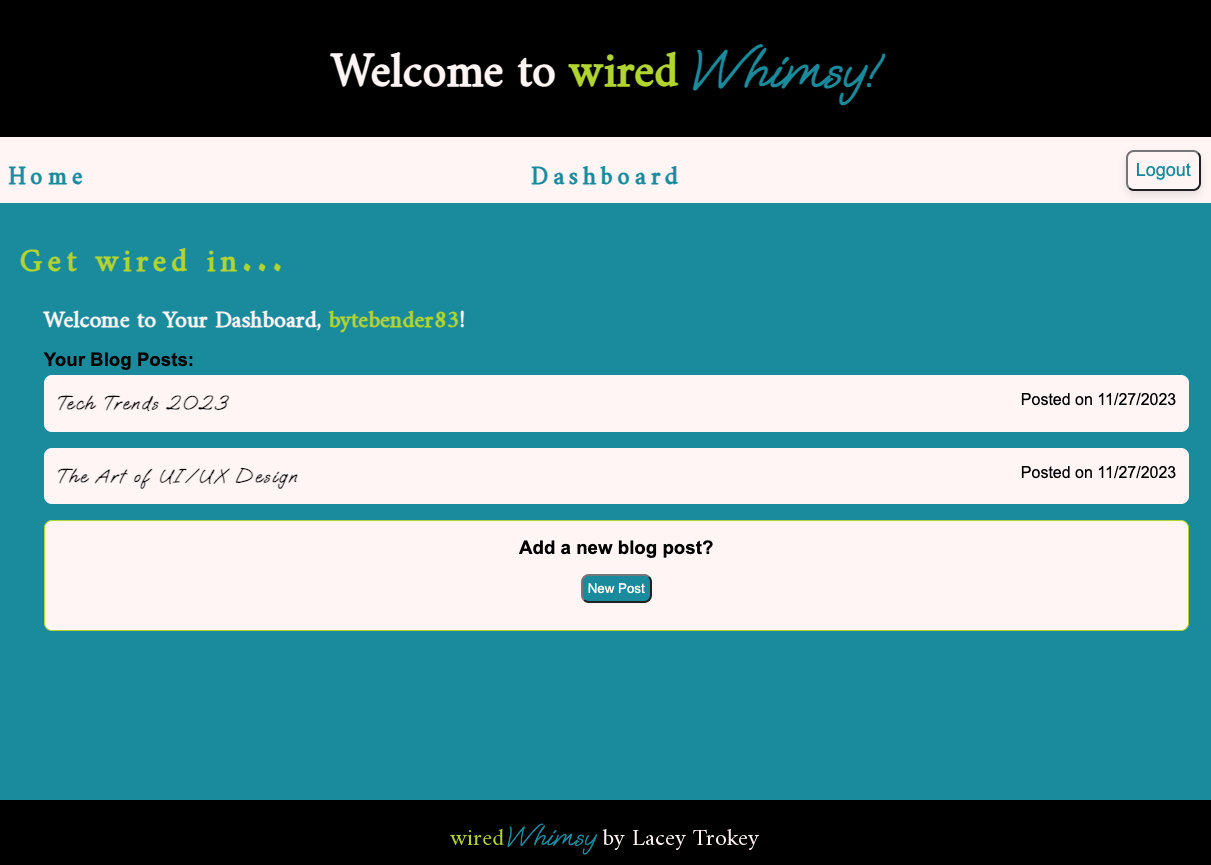 Welcome to wired Whimsy!
Home Dashboard Logout
Get wired in...
Welcome to Your Dashboard, bytebender83!
Your Blog Posts:
Tech Trends 2023 Posted on 11/27/2023
The Art of UI/UX Design Posted on 11/27/2023
Add a new blog post?
New Post
wiredWhimsy by Lacey Trokey